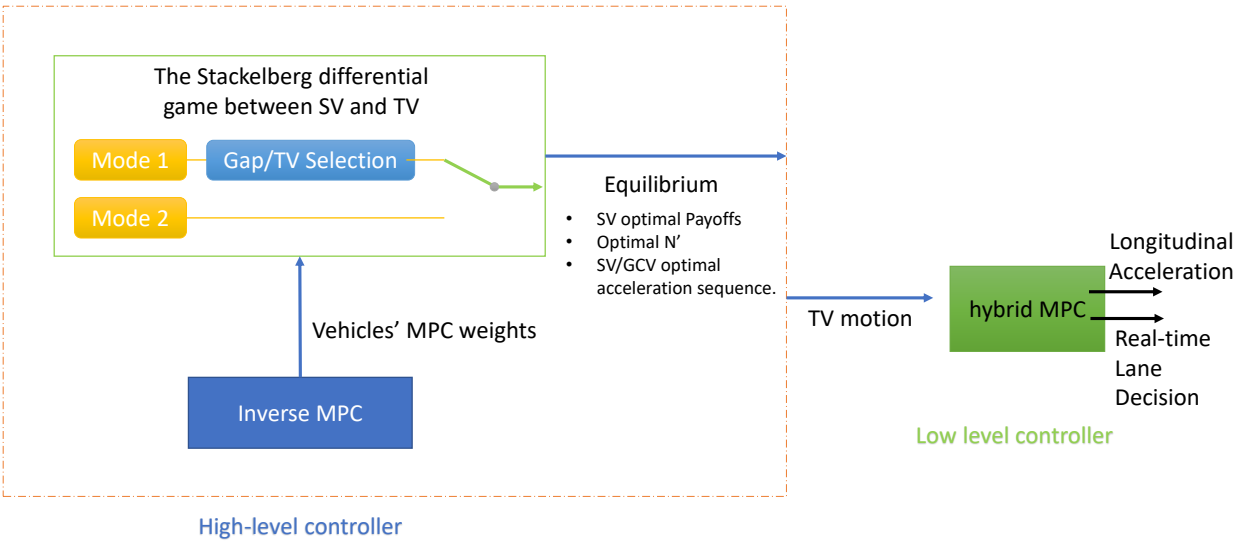 The Stackelberg differential
game between SV and TV
Mode 1
Gap/TV Selection
Mode 2
Equilibrium
• SV optimal Payoffs
• Optimal N’
• SV/GCV optimal
acceleration sequence.
Vehicles’ MPC weights
Inverse MPC
High-level controller
TV motion
hybrid MPC
Longitudinal
Acceleration
Real-time
Lane
Decision
Low level controller